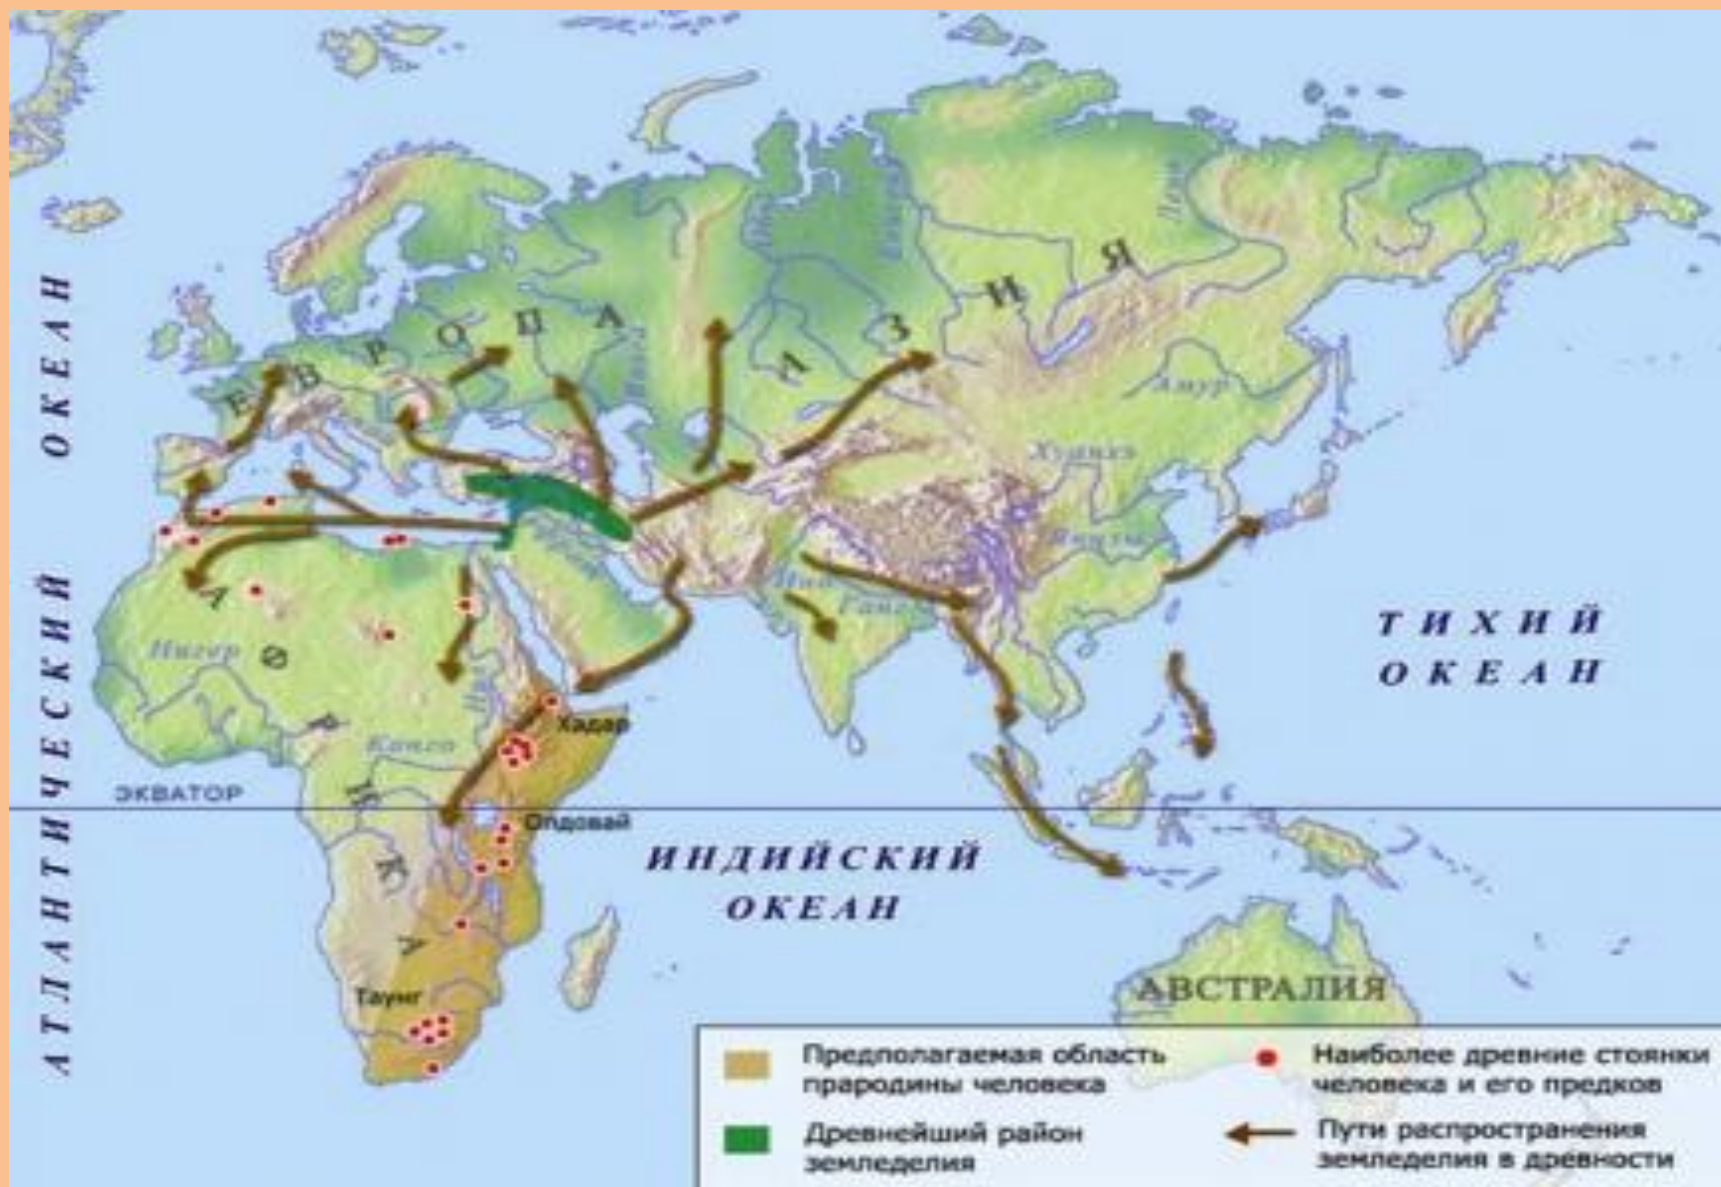 ЕВРОПА
АЗИЯ
АФРИКА
АТЛАНТИЧЕСКИЙ ОКЕАН
ТИХИЙ
ОКЕАН
ИНДИЙСКИЙ
ОКЕАН
АВСТРАЛИЯ
ЭКВАТОР
Лена
Амур
Хуанхэ
Янцзы
Инд
Ганг
Нигер
Нил
Конго
Хадар
Олдовай
Таунг
Предполагаемая область
прародины человека
Древнейший район
земледелия
Наиболее древние стоянки
человека и его предков
Пути распространения
земледелия в древности